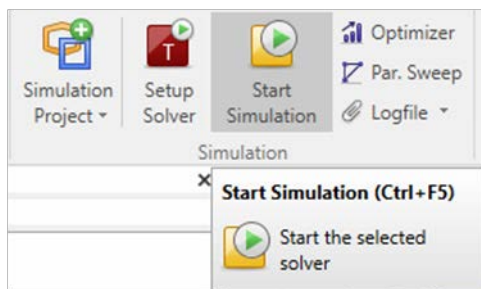 Simulation
Project
Setup
Solver
T
Start
Simulation
Optimizer
Par. Sweep
Logfile
Simulation
Start Simulation (Ctrl+F5)
Start the selected
solver